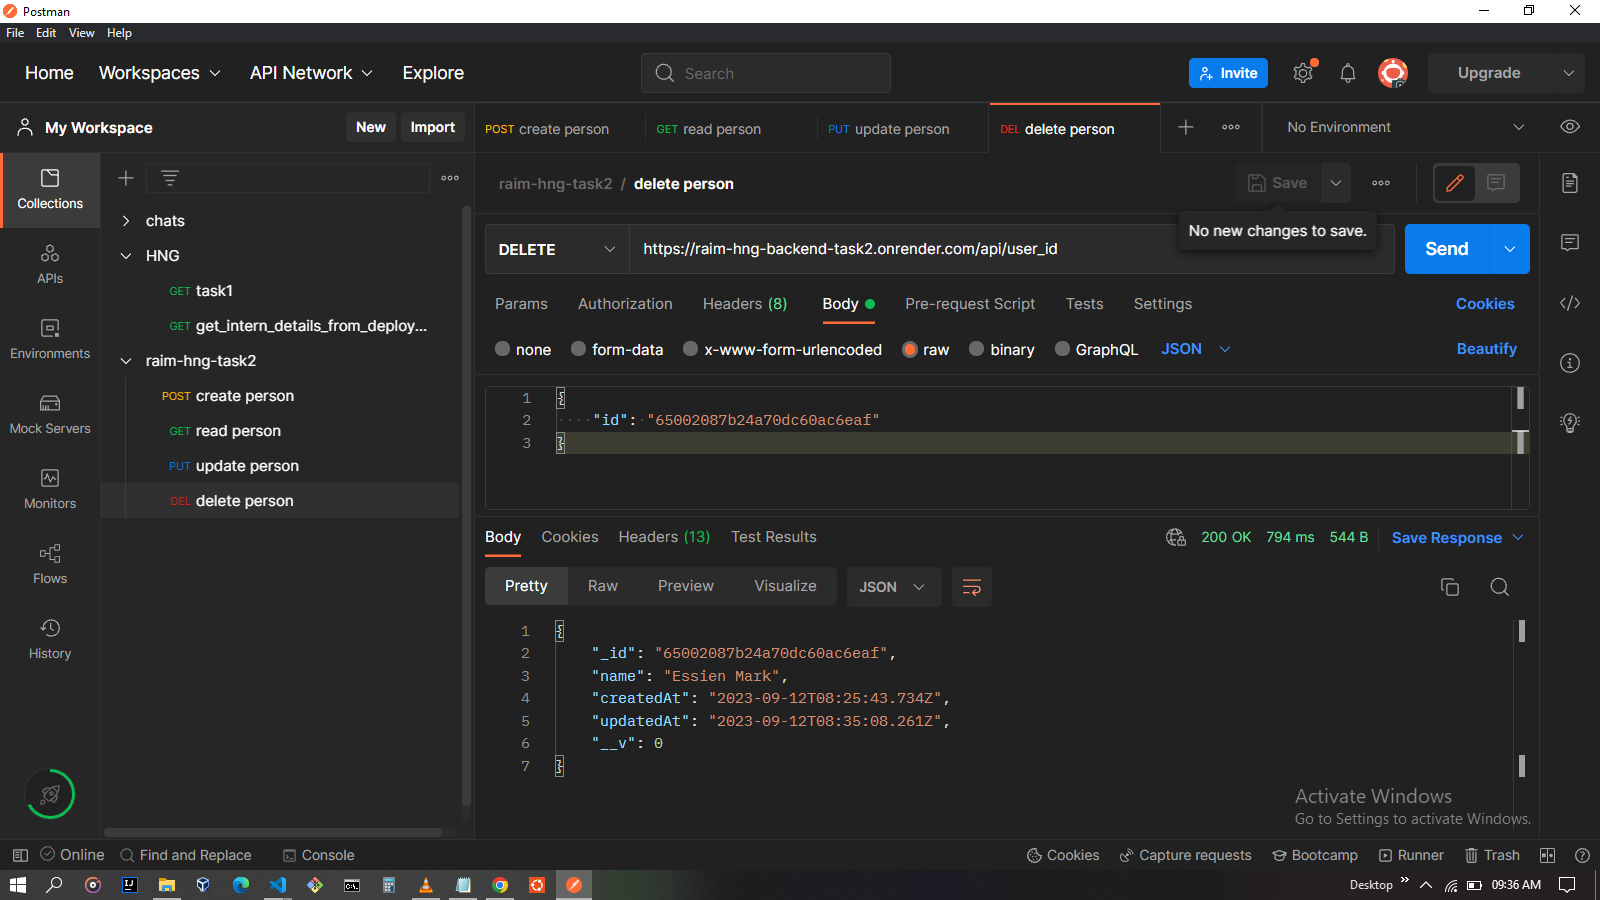 Postman
File Edit View Help
Home Workspaces API Network Explore Search Invite Upgrade
My Workspace New Import
POST create person GET read person PUT update person DEL delete person No Environment
raim-hng-task2 / delete person Save
No new changes to save.
DELETE https://raim-hng-backend-task2.onrender.com/api/user_id Send
Params Authorization Headers (8) Body Pre-request Script Tests Settings Cookies
none form-data x-www-form-urlencoded raw binary GraphQL JSON Beautify
1 {
2 "id": "65002087b24a70dc60ac6eaf"
3 }
Collections
APIs
Environments
Mock Servers
Monitors
Flows
History
chats
HNG
GET task1
GET get_intern_details_from_deploy...
raim-hng-task2
POST create person
GET read person
PUT update person
DEL delete person
Body Cookies Headers (13) Test Results 200 OK 794 ms 544 B Save Response
Pretty Raw Preview Visualize JSON
1 {
2 "_id": "65002087b24a70dc60ac6eaf",
3 "name": "Essien Mark",
4 "createdAt": "2023-09-12T08:25:43.734Z",
5 "updatedAt": "2023-09-12T08:35:08.261Z",
6 "__v": 0
7 }
Activate Windows
Go to Settings to activate Windows.
Online Find and Replace Console Cookies Capture requests Bootcamp Runner Trash
Desktop 09:36 AM